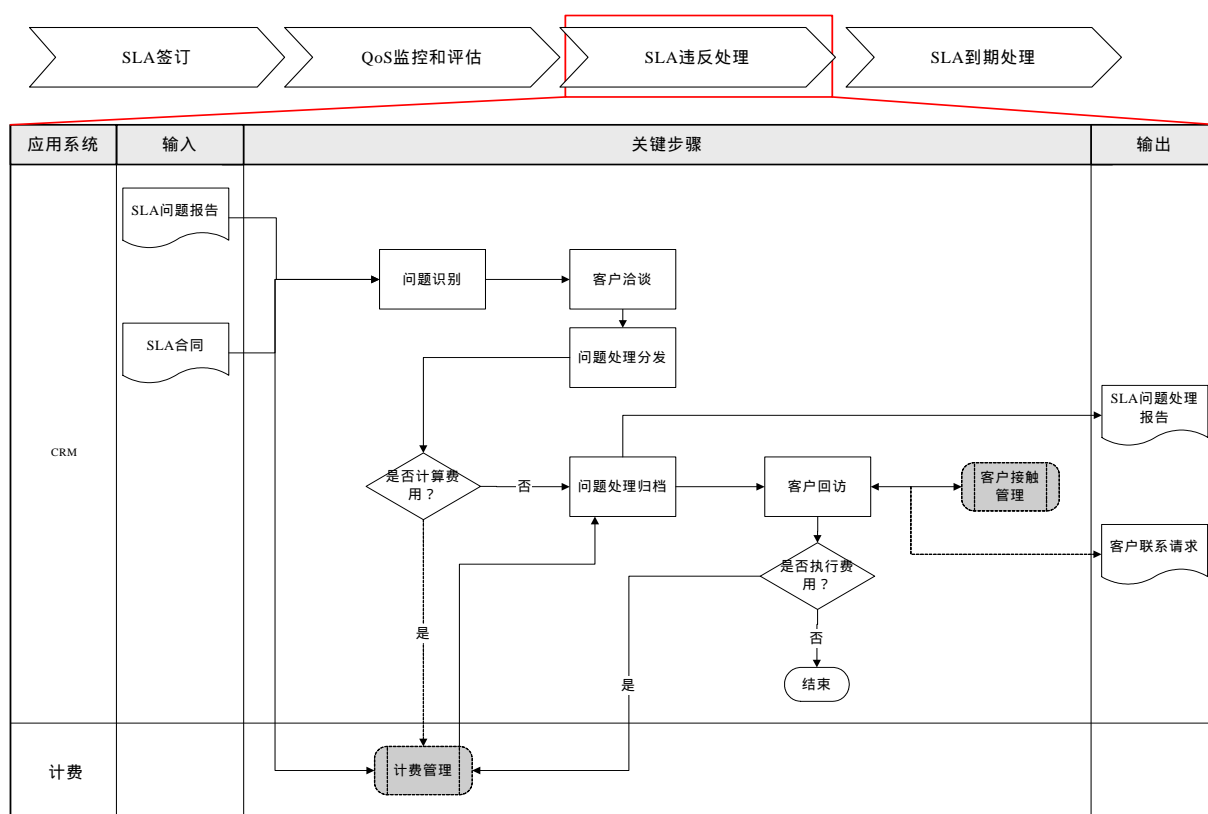 SLA签订
QoS监控和评估
SLA违反处理
SLA到期处理
应用系统
输入
关键步骤
输出
SLA问题报告
问题识别
客户洽谈
SLA合同
问题处理分发
SLA问题处理
报告
CRM
是否计算费
用？
否
问题处理归档
客户回访
客户接触
管理
客户联系请求
是否执行费
用？
是
否
是
结束
计费
计费管理